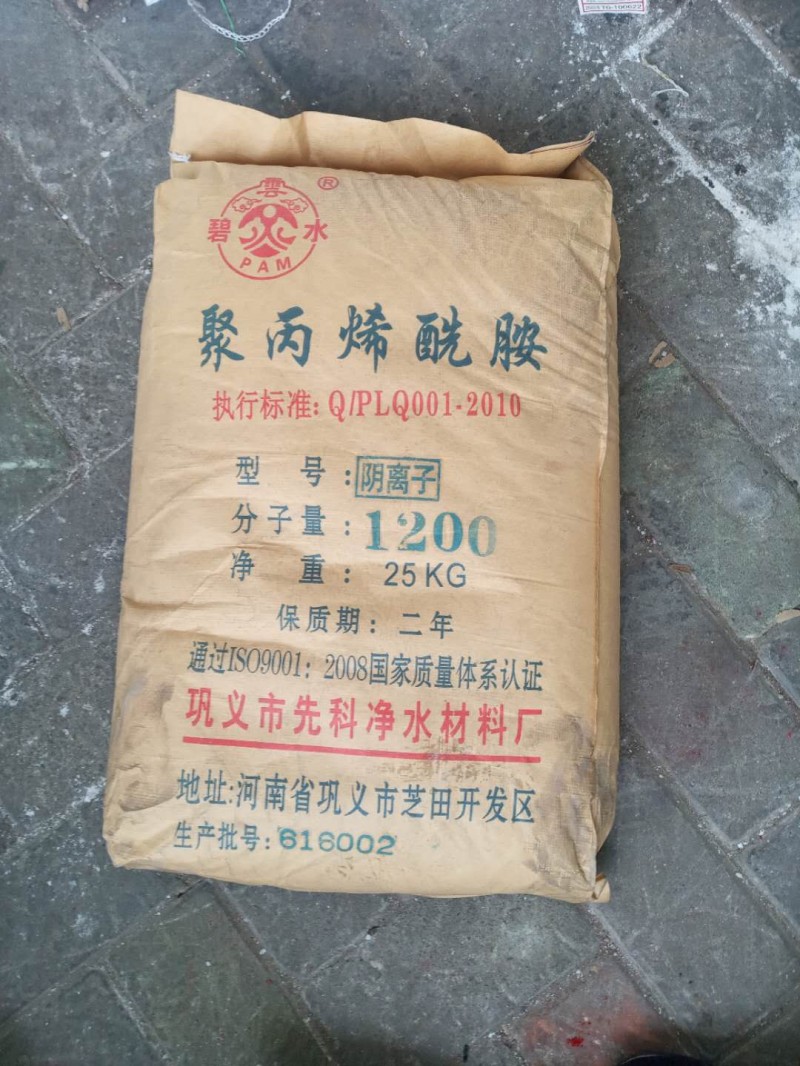 雲
碧 水 ®
PAM
聚丙烯酰胺
执行标准: Q/PLQ001-2010
型 号: 阴离子
分子量: 1200
净 重: 25KG
保质期: 二年
通过ISO9001: 2008国家质量体系认证
巩义市先科净水材料厂
地址:河南省巩义市芝田开发区
生产批号:616002